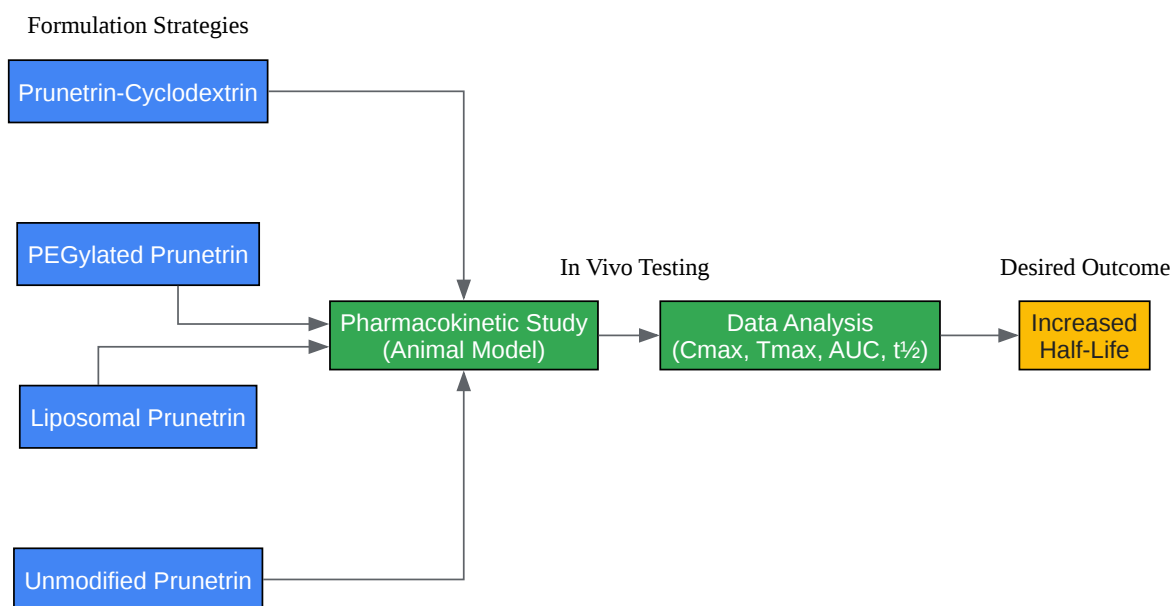 Formulation Strategies
Prunetrin-Cyclodextrin
PEGylated Prunetrin
In Vivo Testing
Desired Outcome
Pharmacokinetic Study
(Animal Model)
Data Analysis
(Cmax, Tmax, AUC, t½)
Increased
Half-Life
Liposomal Prunetrin
Unmodified Prunetrin